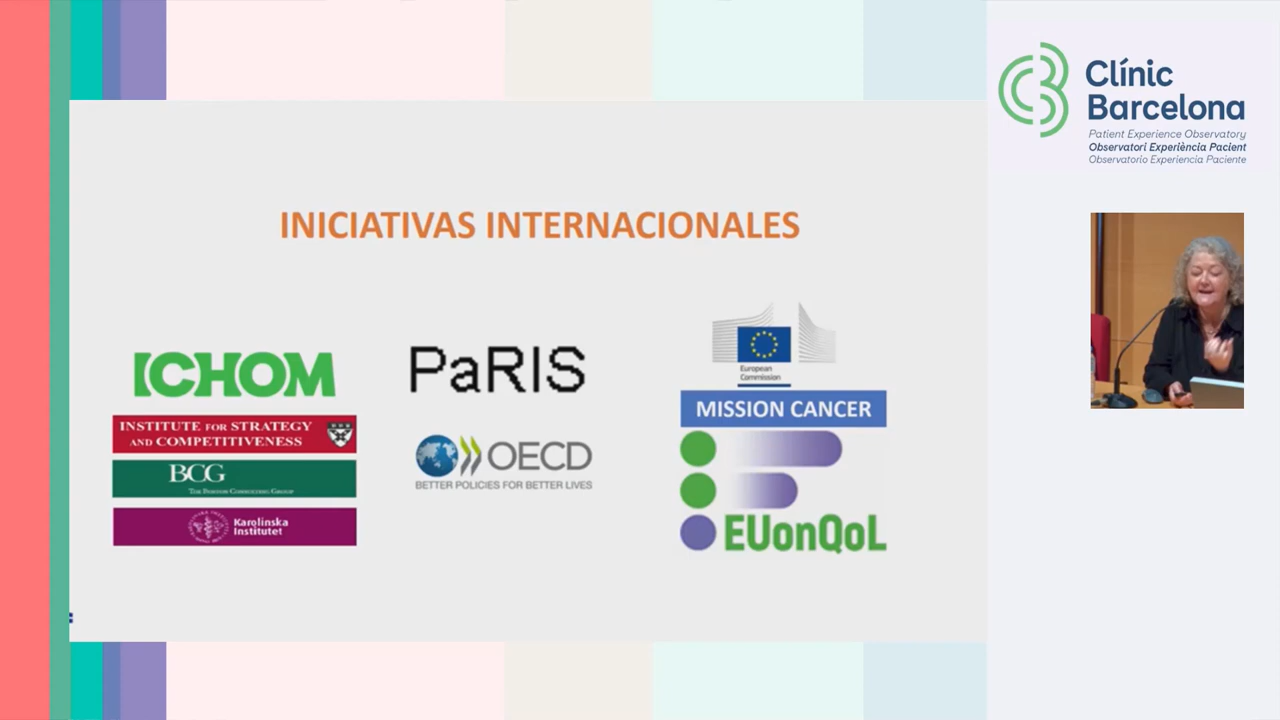 Clínic
Barcelona
Patient Experience Observatory
Observatori Experiència Pacient
Observatorio Experiencia Paciente
INICIATIVAS INTERNACIONALES
ICHOM
INSTITUTE FOR STRATEGY
AND COMPETITIVENESS
BCG
THE BOSTON CONSULTING GROUP
Karolinska
Institutet
PaRIS
OECD
BETTER POLICIES FOR BETTER LIVES
European
Commission
MISSION CANCER
EUonQoL